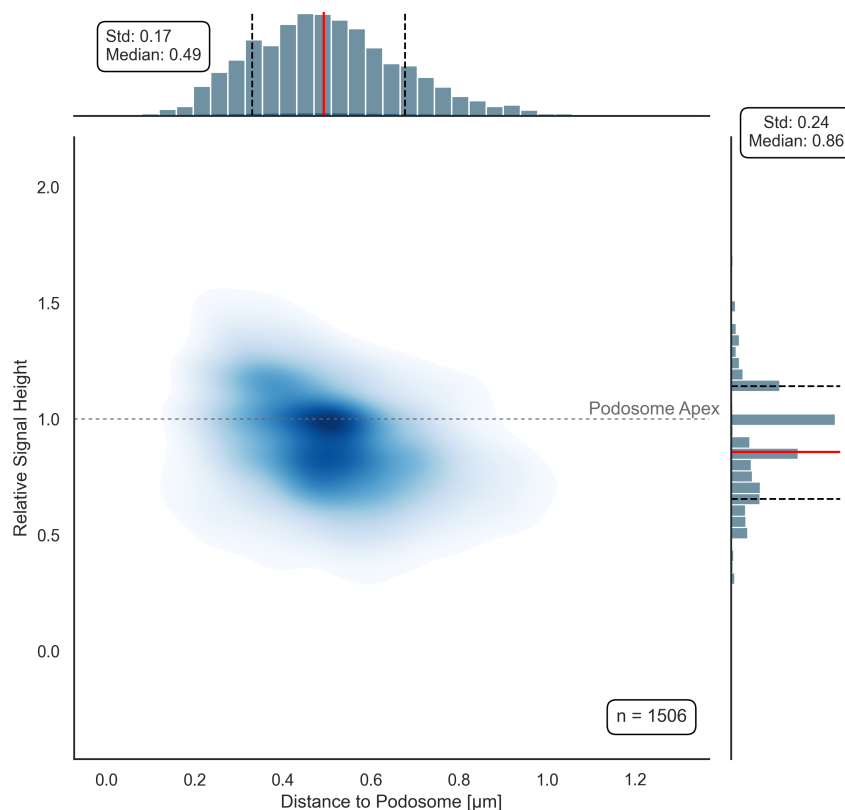 Std: 0.17
Median: 0.49
Std: 0.24
Median: 0.86
2.0
1.5
1.0
0.5
0.0
Relative Signal Height
Podosome Apex
n = 1506
0.0 0.2 0.4 0.6 0.8 1.0 1.2
Distance to Podosome [µm]